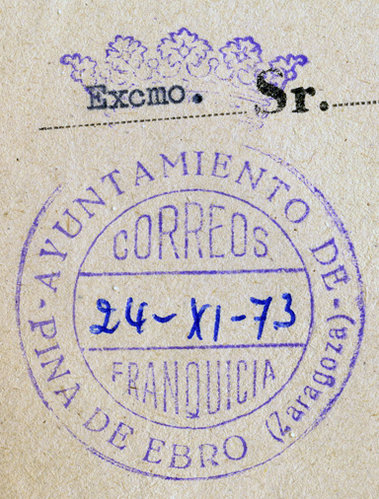 Excmo. Sr.
- AYUNTAMIENTO DE -
CORREOS
24-XI-73
FRANQUICIA
PINA DE EBRO (Zaragoza)